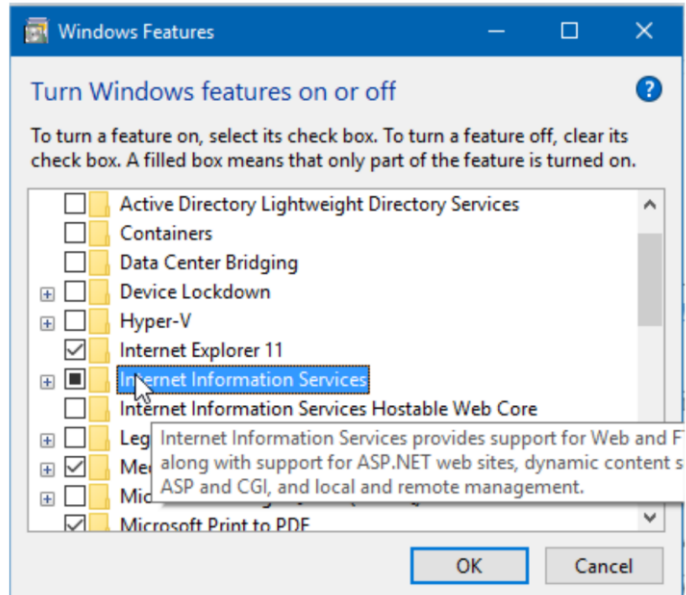 Windows Features
Turn Windows features on or off
?
To turn a feature on, select its check box. To turn a feature off, clear its
check box. A filled box means that only part of the feature is turned on.
Active Directory Lightweight Directory Services
Containers
Data Center Bridging
Device Lockdown
Hyper-V
Internet Explorer 11
Internet Information Services
Internet Information Services Hostable Web Core
Leg
Internet Information Services provides support for Web and F
Me
along with support for ASP.NET web sites, dynamic content s
Mic
ASP and CGI, and local and remote management.
Microsoft Print to PDF
OK
Cancel